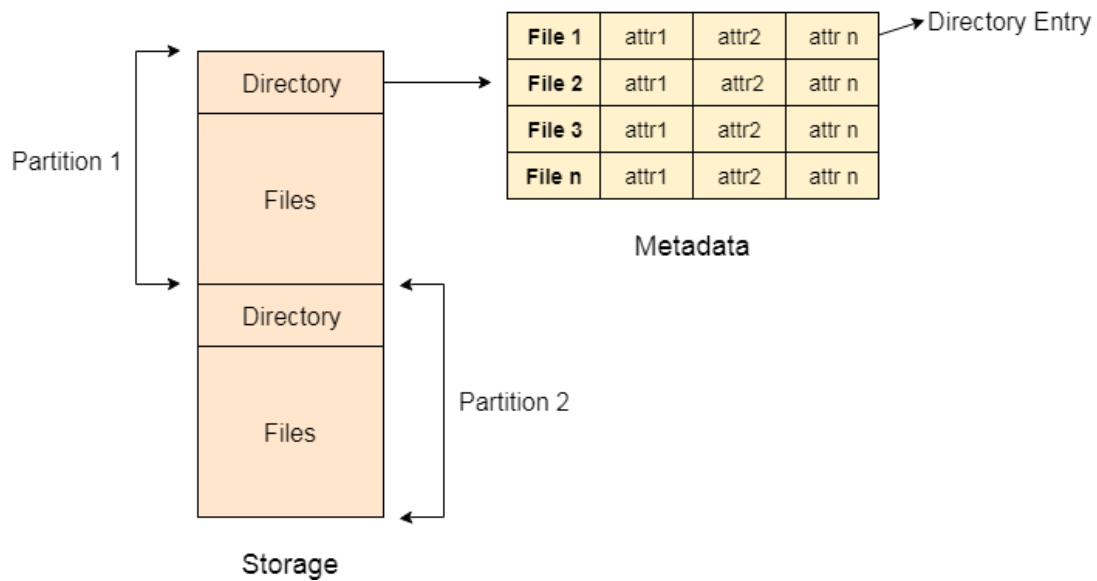 File 1 attr1 attr2 attr n
Directory Entry
File 2 attr1 attr2 attr n
File 3 attr1 attr2 attr n
File n attr1 attr2 attr n
Metadada
Directory
Partition 1
Files
Directory
Partition 2
Files
Storage